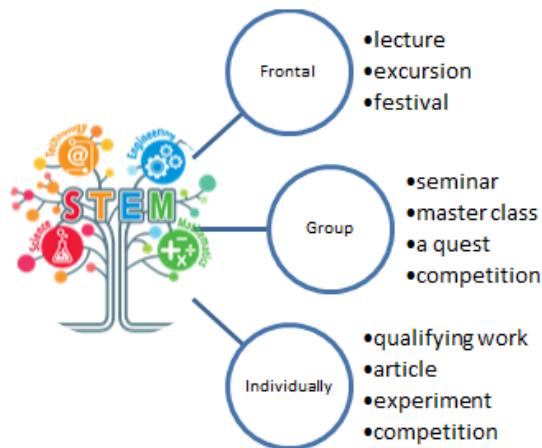 Technology
Engineering
STEM
Science
Mathematics
Frontal
•lecture
•excursion
•festival
Group
•seminar
•master class
•a quest
•competition
Individually
•qualifying work
•article
•experiment
•competition